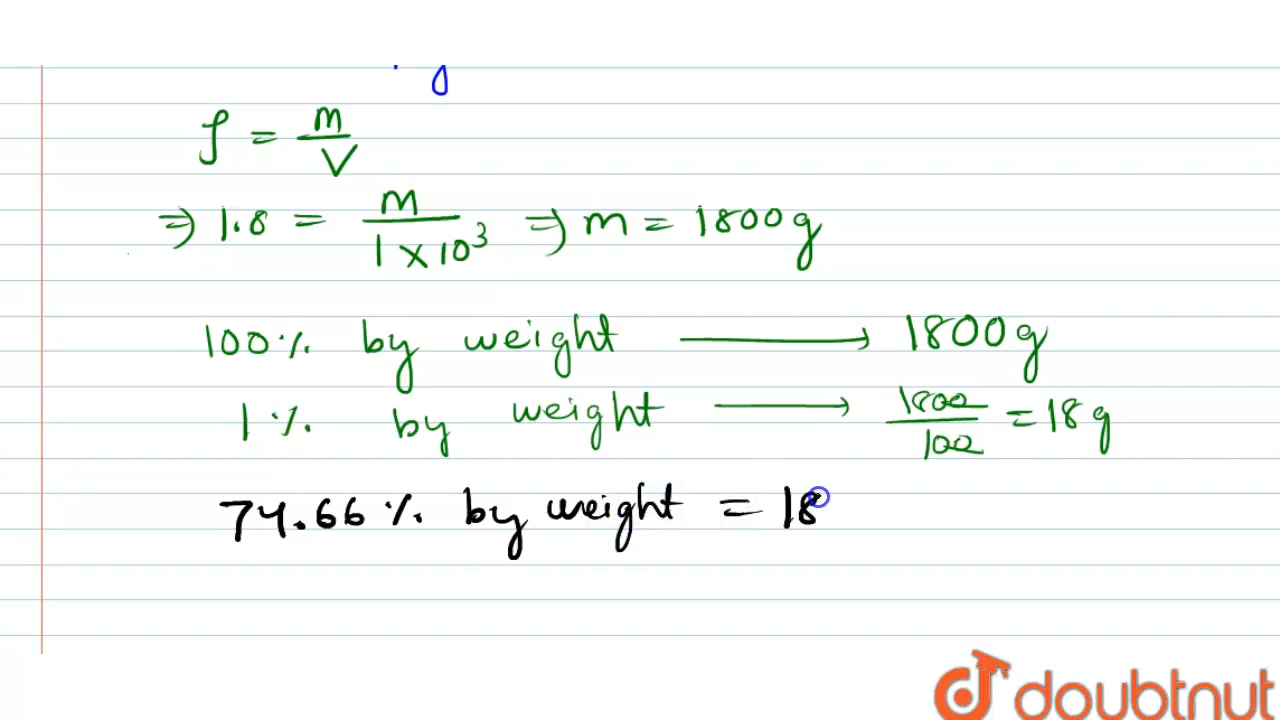 ρ = m/V
⇒ 1.8 = m/(1 × 10³) ⇒ m = 1800g
100% by weight ⟶ 1800g
1% by weight ⟶ 1800/100 = 18g
74.66% by weight = 18
doubtnut